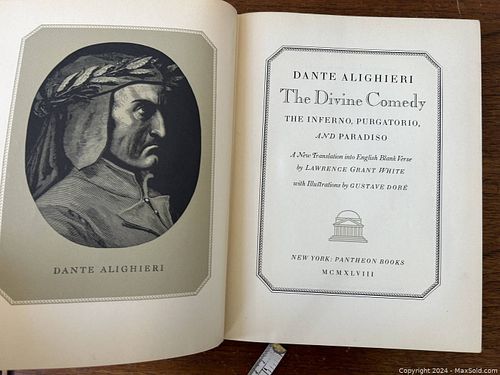 DANTE ALIGHIERI
DANTE ALIGHIERI
The Divine Comedy
THE INFERNO, PURGATORIO,
AND PARADISO
A New Translation into English Blank Verse
by LAWRENCE GRANT WHITE
with Illustrations by GUSTAVE DORÉ
NEW YORK: PANTHEON BOOKS
MCMXLVIII
Copyright © 2024 - MaxSold.com